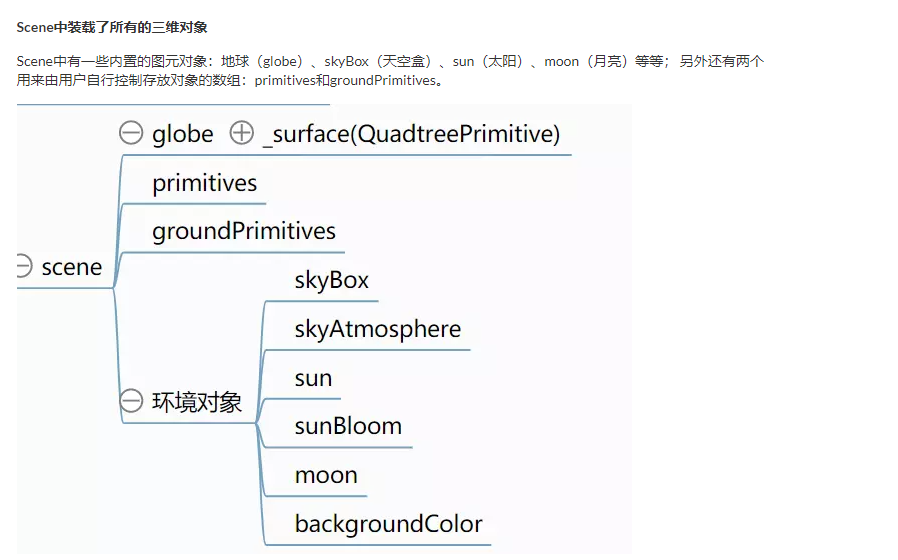 Scene中装载了所有的三维对象
Scene中有一些内置的图元对象：地球（globe）、skyBox（天空盒）、sun（太阳）、moon（月亮）等等； 另外还有两个
用来由用户自行控制存放对象的数组：primitives和groundPrimitives。
globe _surface(QuadtreePrimitive)
primitives
groundPrimitives
scene
skyBox
skyAtmosphere
sun
环境对象
sunBloom
moon
backgroundColor